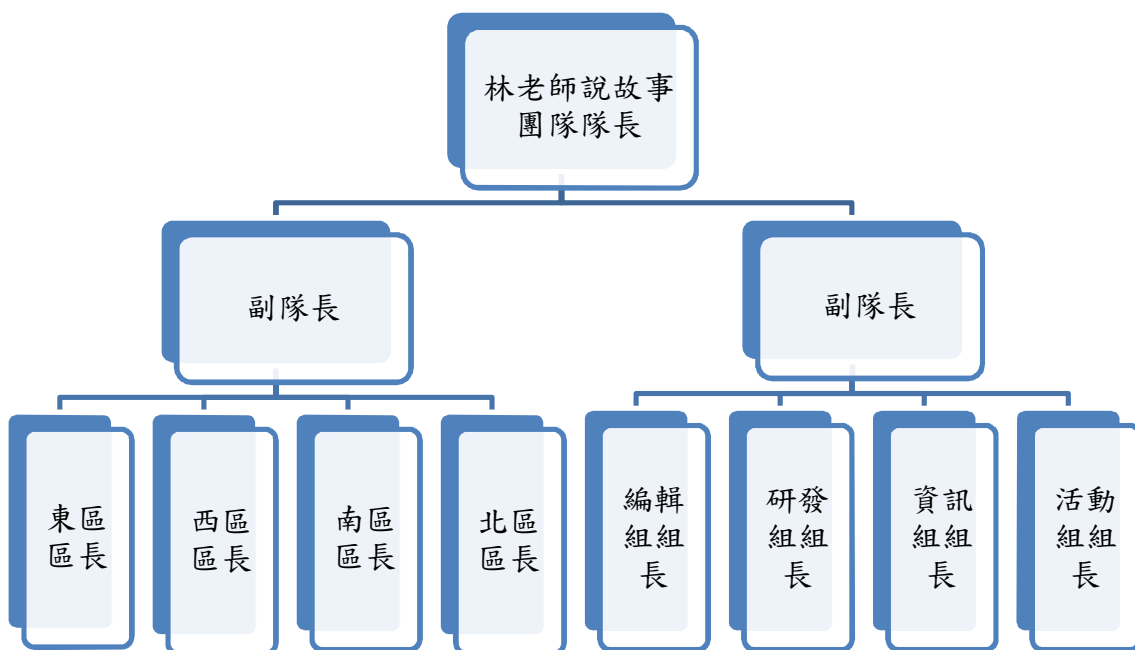 林老師說故事
團隊隊長
副隊長
副隊長
東區
區長
西區
區長
南區
區長
北區
區長
編輯
組組
長
研發
組組
長
資訊
組組
長
活動
組組
長